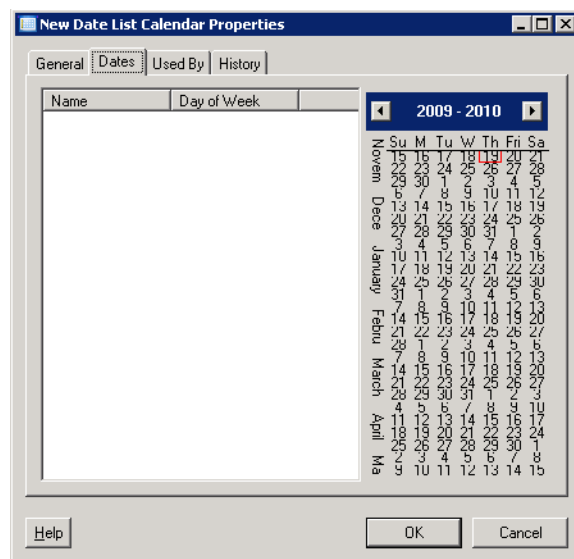 New Date List Calendar Properties
General Dates Used By History
Name Day of Week
2009 - 2010
Su M Tu W Th Fri Sa
15 16 17 18 19 20 21
22 23 24 25 26 27 28
29 30 1 2 3 4 5
6 7 8 9 10 11 12
13 14 15 16 17 18 19
20 21 22 23 24 25 26
27 28 29 30 31 1 2
3 4 5 6 7 8 9
10 11 12 13 14 15 16
17 18 19 20 21 22 23
24 25 26 27 28 29 30
31 1 2 3 4 5 6
7 8 9 10 11 12 13
14 15 16 17 18 19 20
21 22 23 24 25 26 27
28 1 2 3 4 5 6
7 8 9 10 11 12 13
14 15 16 17 18 19 20
21 22 23 24 25 26 27
28 29 30 31 1 2 3
4 5 6 7 8 9 10
11 12 13 14 15 16 17
18 19 20 21 22 23 24
25 26 27 28 29 30 1
2 3 4 5 6 7 8
9 10 11 12 13 14 15
Z
Novem
Dece
January
Febru
March
April
Ma
Help OK Cancel